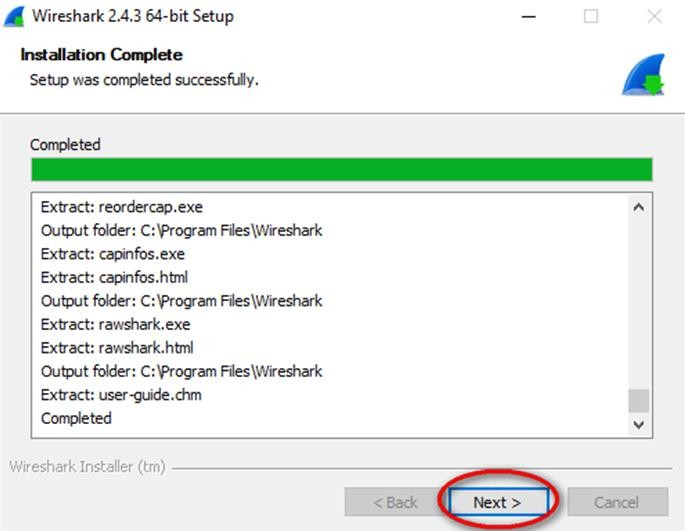 Wireshark 2.4.3 64-bit Setup
Installation Complete
Setup was completed successfully.
Completed
Extract: reordercap.exe
Output folder: C:\Program Files\Wireshark
Extract: capinfos.exe
Extract: capinfos.html
Output folder: C:\Program Files\Wireshark
Extract: rawshark.exe
Extract: rawshark.html
Output folder: C:\Program Files\Wireshark
Extract: user-guide.chm
Completed
Wireshark Installer (tm)
< Back
Next >
Cancel